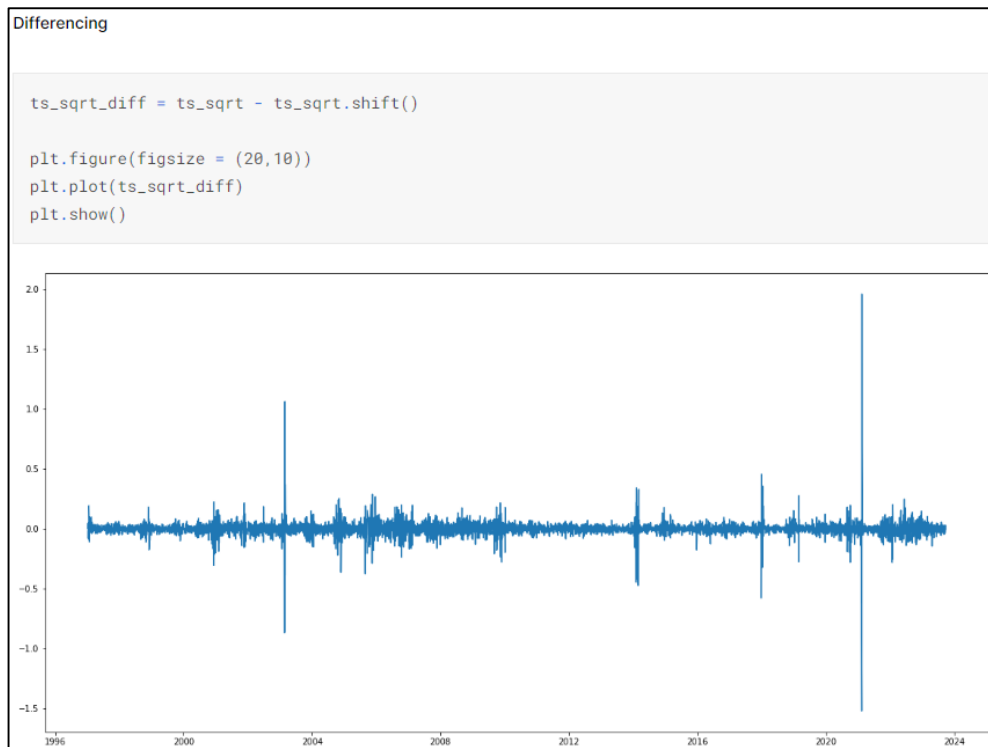 Differencing
ts_sqrt_diff = ts_sqrt - ts_sqrt.shift()
plt.figure(figsize = (20,10))
plt.plot(ts_sqrt_diff)
plt.show()
2.0
1.5
1.0
0.5
0.0
-0.5
-1.0
-1.5
1996 2000 2004 2008 2012 2016 2020 2024